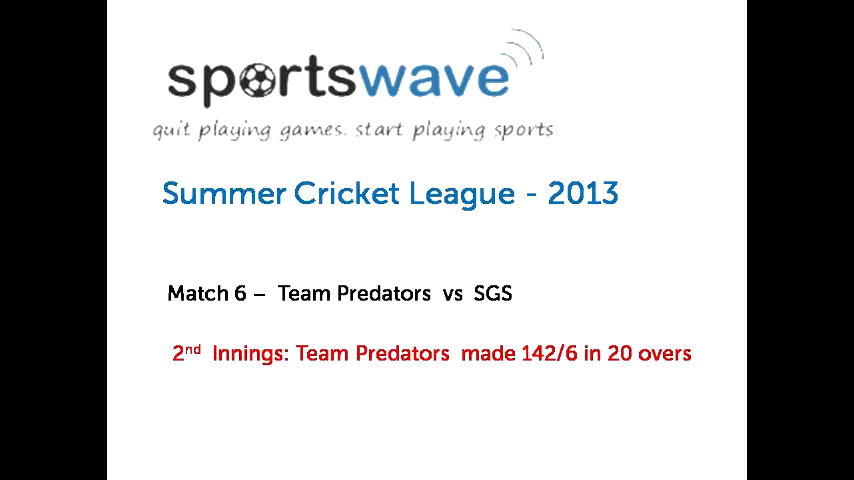 sportswave
quit playing games. start playing sports
Summer Cricket League - 2013
Match 6 – Team Predators vs SGS
2nd Innings: Team Predators made 142/6 in 20 overs